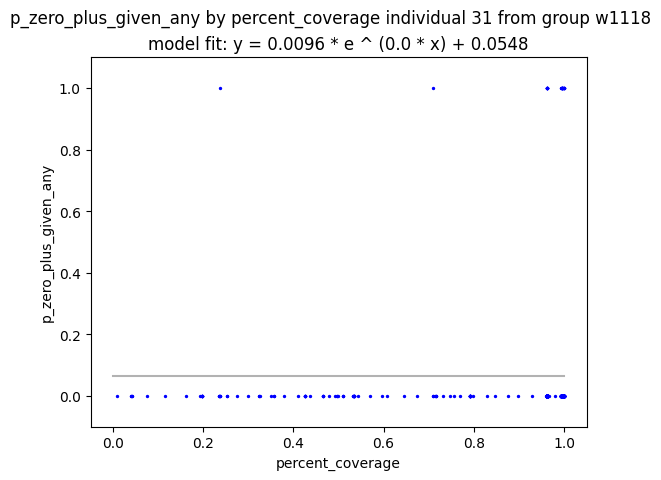 p_zero_plus_given_any by percent_coverage individual 31 from group w1118
model fit: y = 0.0096 * e ^ (0.0 * x) + 0.0548
1.0
0.8
0.6
0.4
0.2
0.0
p_zero_plus_given_any
0.0 0.2 0.4 0.6 0.8 1.0
percent_coverage